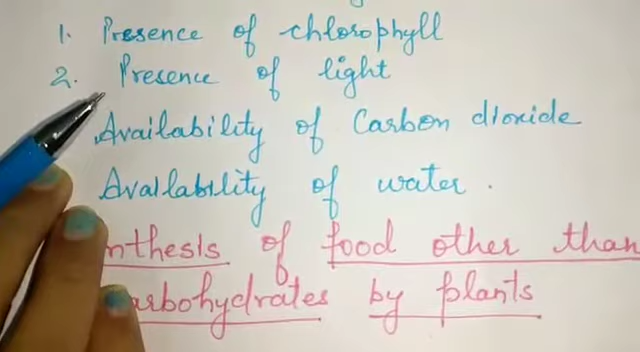 1. Presence of chlorophyll
2. Presence of light
Availability of Carbon dioxide
Availability of water.
nthesis of food other than
arbohydrates by plants